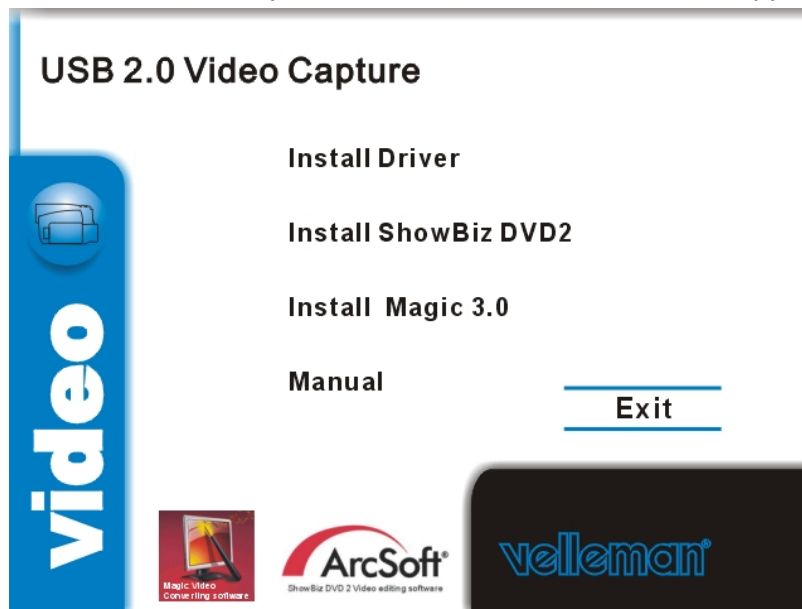 USB 2.0 Video Capture
Install Driver
Install ShowBiz DVD2
Install Magic 3.0
Manual
Exit
video
Magic Video
Converting software
ArcSoft®
ShowBiz DVD 2 Video editing software
velleman®